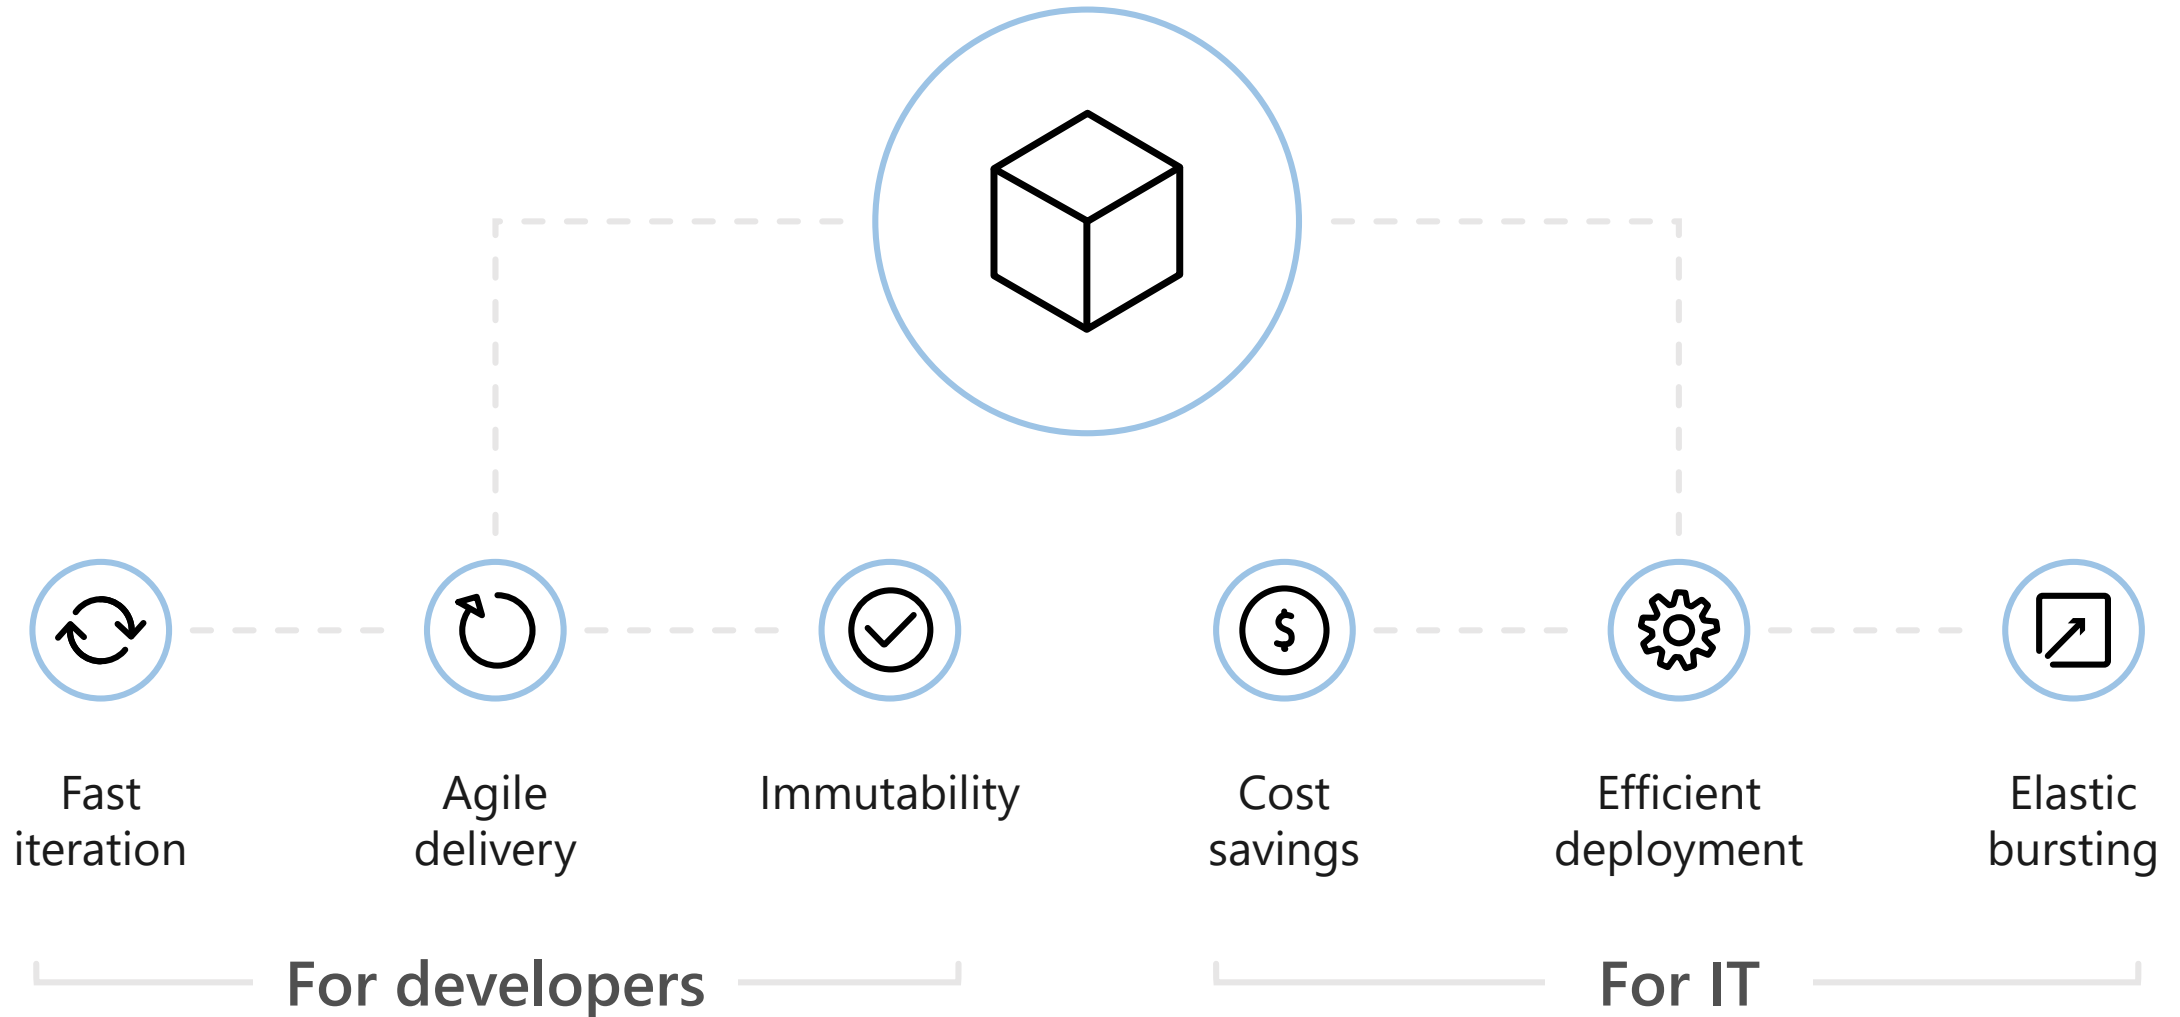 Fast
iteration
Agile
delivery
Immutability
Cost
savings
Efficient
deployment
Elastic
bursting
For developers
For IT